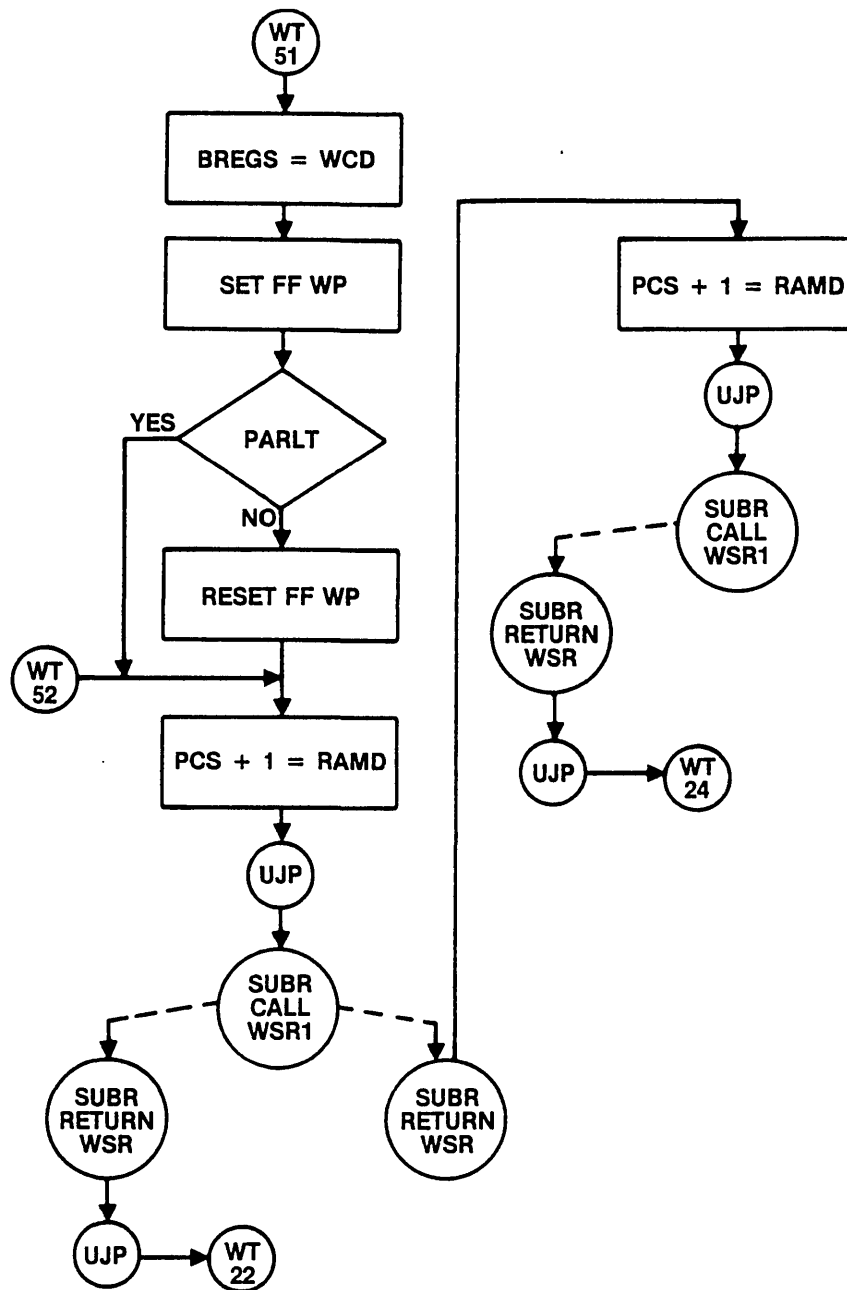 WT
51
BREGS = WCD
SET FF WP
YES
PARLT
NO
RESET FF WP
WT
52
PCS + 1 = RAMD
UJP
SUBR
CALL
WSR1
SUBR
RETURN
WSR
UJP
WT
22
SUBR
RETURN
WSR
PCS + 1 = RAMD
UJP
SUBR
CALL
WSR1
SUBR
RETURN
WSR
UJP
WT
24